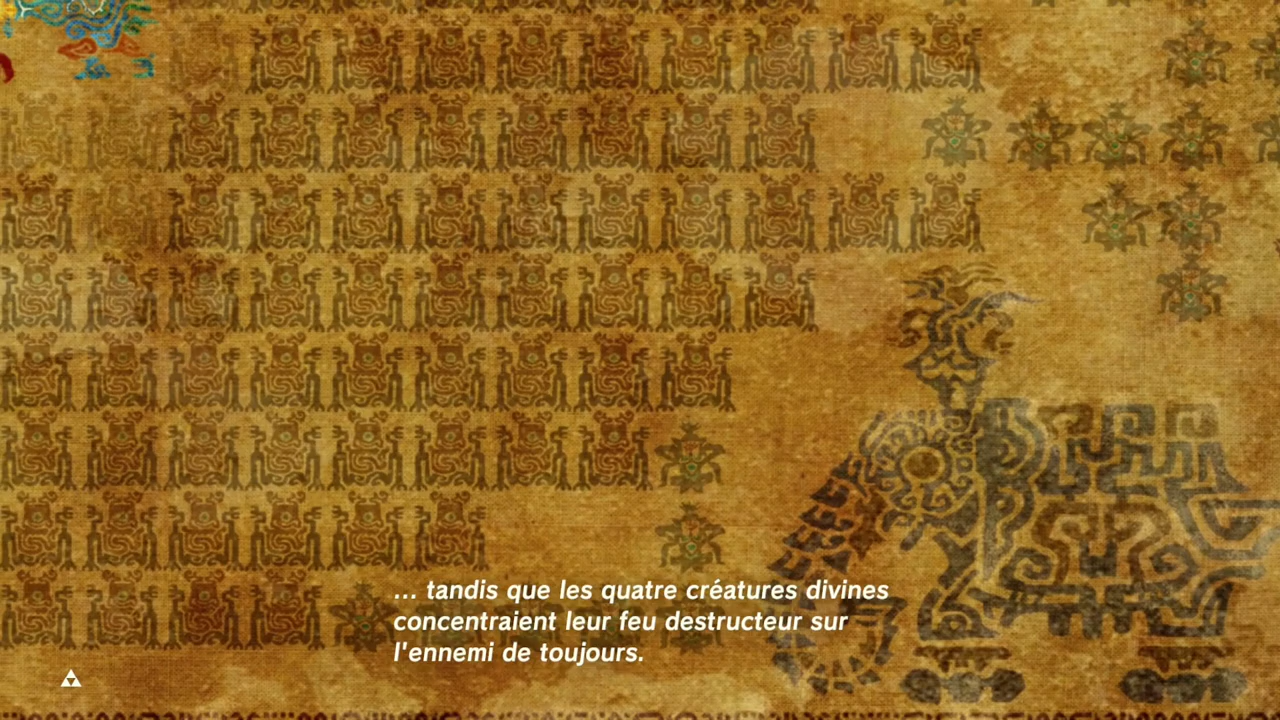 ... tandis que les quatre créatures divines
concentraient leur feu destructeur sur
l'ennemi de toujours.